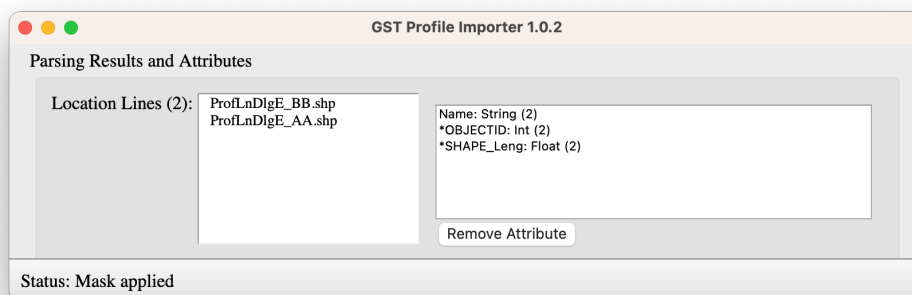 GST Profile Importer 1.0.2
Parsing Results and Attributes
Location Lines (2):
ProfLnDlgE_BB.shp
ProfLnDlgE_AA.shp
Name: String (2)
*OBJECTID: Int (2)
*SHAPE_Leng: Float (2)
Remove Attribute
Status: Mask applied